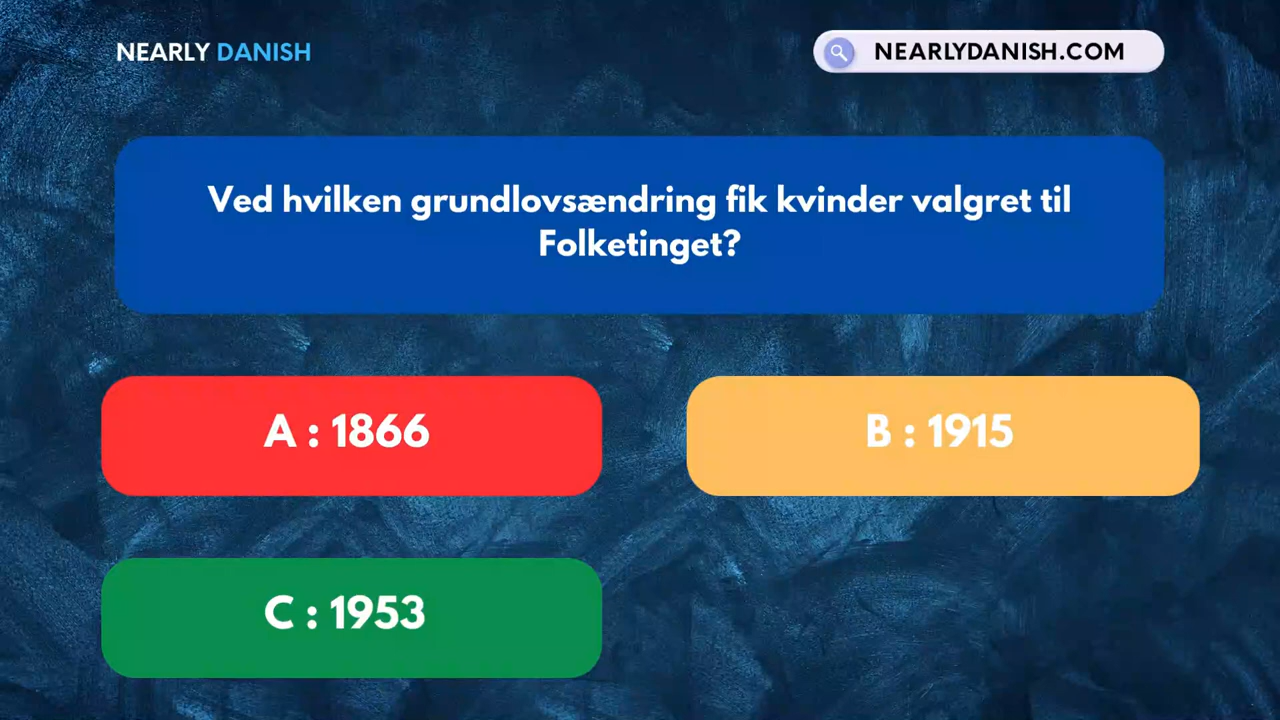 NEARLY DANISH
NEARLYDANISH.COM
Ved hvilken grundlovsændring fik kvinder valgret til
Folketinget?
A : 1866
B : 1915
C : 1953